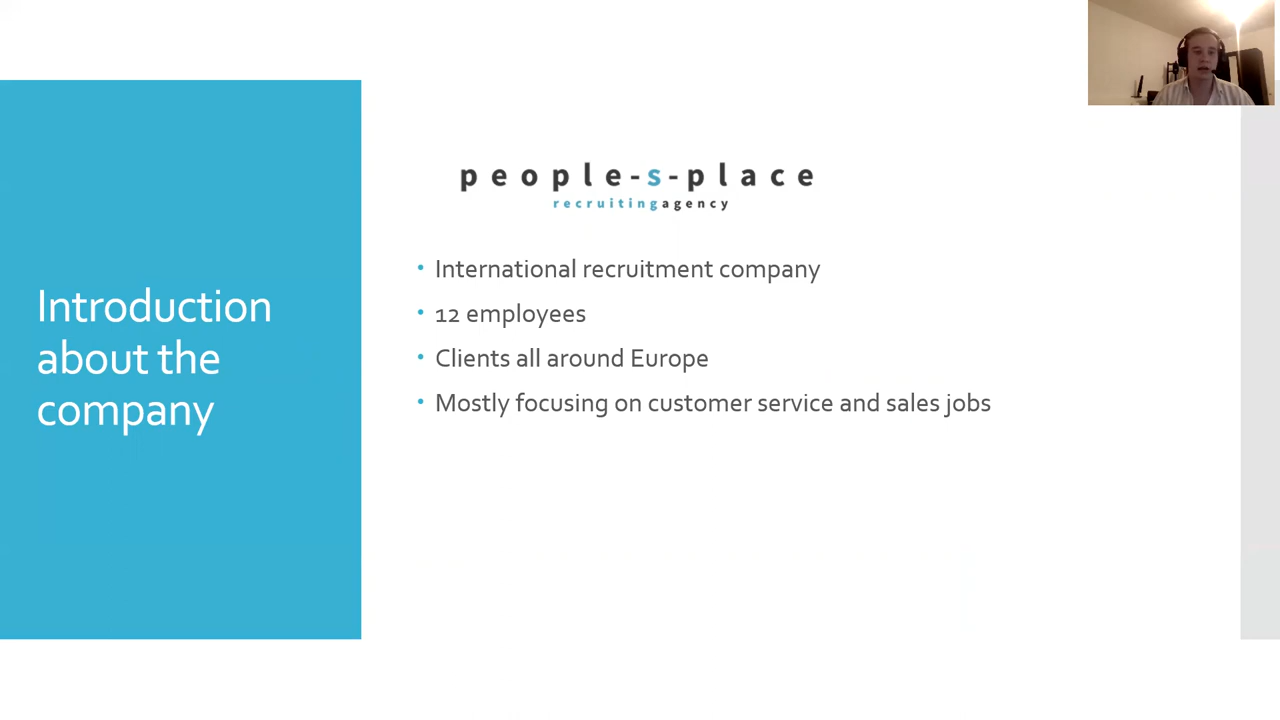 people-s-place
recruitingagency
Introduction
about the
company
• International recruitment company
• 12 employees
• Clients all around Europe
• Mostly focusing on customer service and sales jobs